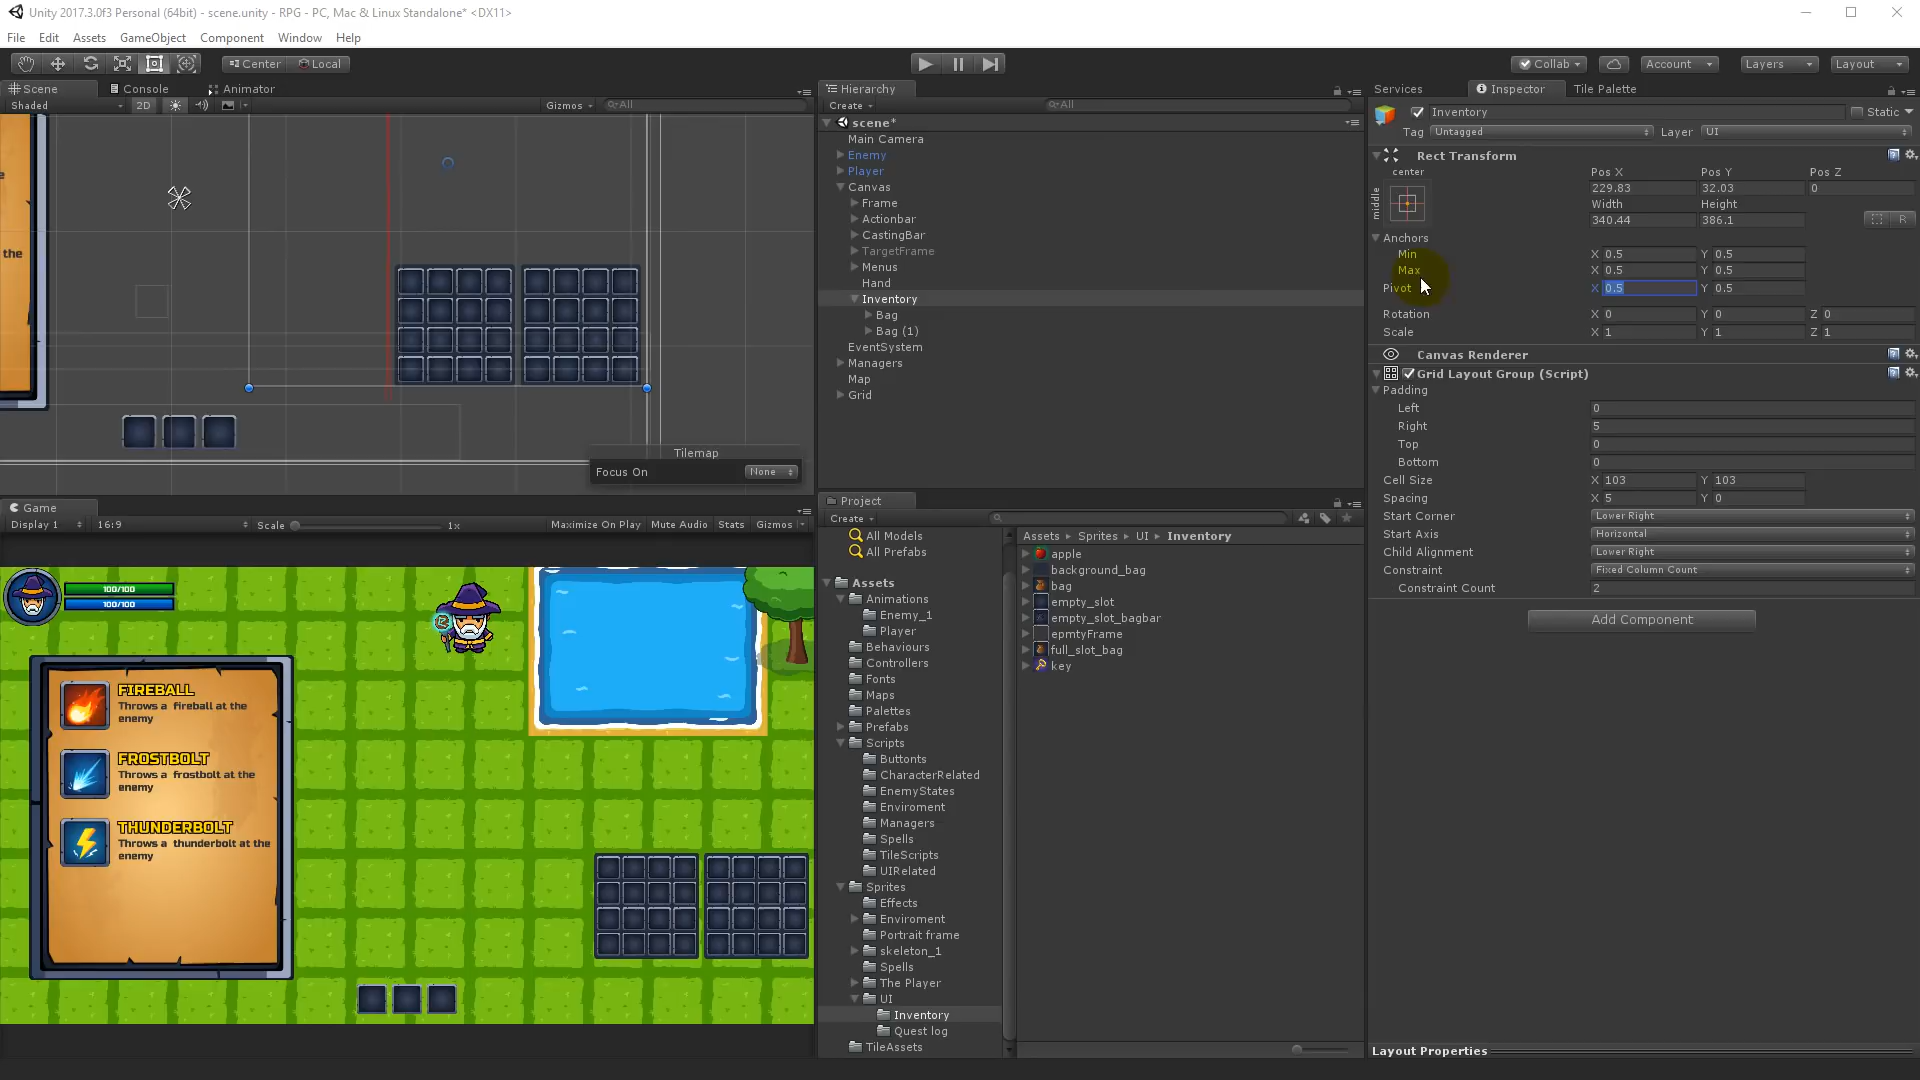 Unity 2017.3.0f3 Personal (64bit) - scene.unity - RPG - PC, Mac & Linux Standalone* <DX11>
File Edit Assets GameObject Component Window Help
Center Local
Collab Account Layers Layout
Scene Console Animator
Shaded 2D Gizmos All
Tilemap
Focus On None
Game
Display 1 16:9 Scale 1x Maximize On Play Mute Audio Stats Gizmos
100/100
100/100
FIREBALL
Throws a fireball at the
enemy
FROSTBOLT
Throws a frostbolt at the
enemy
THUNDERBOLT
Throws a thunderbolt at the
enemy
the
Hierarchy
Create All
scene*
Main Camera
Enemy
Player
Canvas
Frame
Actionbar
CastingBar
TargetFrame
Menus
Hand
Inventory
Bag
Bag (1)
EventSystem
Managers
Map
Grid
Project
Create
All Models
All Prefabs
Assets
Animations
Enemy_1
Player
Behaviours
Controllers
Fonts
Maps
Palettes
Prefabs
Scripts
Buttonts
CharacterRelated
EnemyStates
Enviroment
Managers
Spells
TileScripts
UIRelated
Sprites
Effects
Enviroment
Portrait frame
skeleton_1
Spells
The Player
UI
Inventory
Quest log
TileAssets
Assets Sprites UI Inventory
apple
background_bag
bag
empty_slot
empty_slot_bagbar
epmtyFrame
full_slot_bag
key
Services Inspector Tile Palette
Inventory Static
Tag Untagged Layer UI
Rect Transform
center
middle
Pos X Pos Y Pos Z
229.83 32.03 0
Width Height
340.44 386.1 R
Anchors
Min X 0.5 Y 0.5
Max X 0.5 Y 0.5
Pivot X 0.5 Y 0.5
Rotation X 0 Y 0 Z 0
Scale X 1 Y 1 Z 1
Canvas Renderer
Grid Layout Group (Script)
Padding
Left 0
Right 5
Top 0
Bottom 0
Cell Size X 103 Y 103
Spacing X 5 Y 0
Start Corner Lower Right
Start Axis Horizontal
Child Alignment Lower Right
Constraint Fixed Column Count
Constraint Count 2
Add Component
Layout Properties